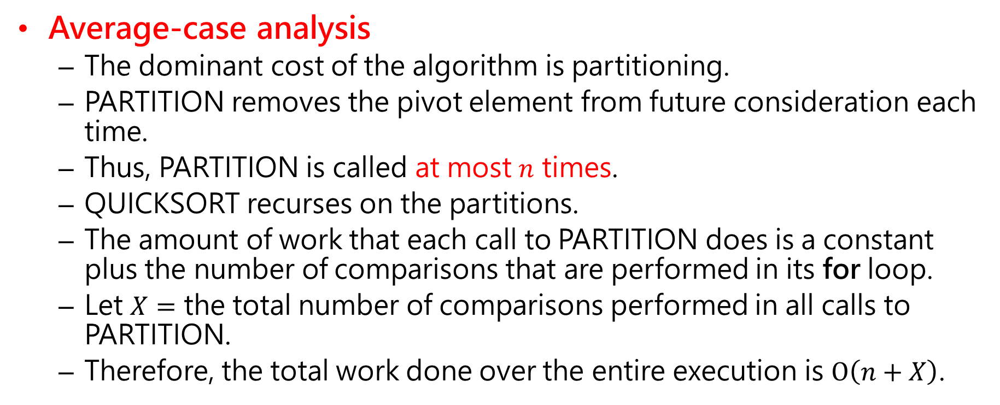 • Average-case analysis
– The dominant cost of the algorithm is partitioning.
– PARTITION removes the pivot element from future consideration each
time.
– Thus, PARTITION is called at most n times.
– QUICKSORT recurses on the partitions.
– The amount of work that each call to PARTITION does is a constant
plus the number of comparisons that are performed in its for loop.
– Let X = the total number of comparisons performed in all calls to
PARTITION.
– Therefore, the total work done over the entire execution is O(n + X).